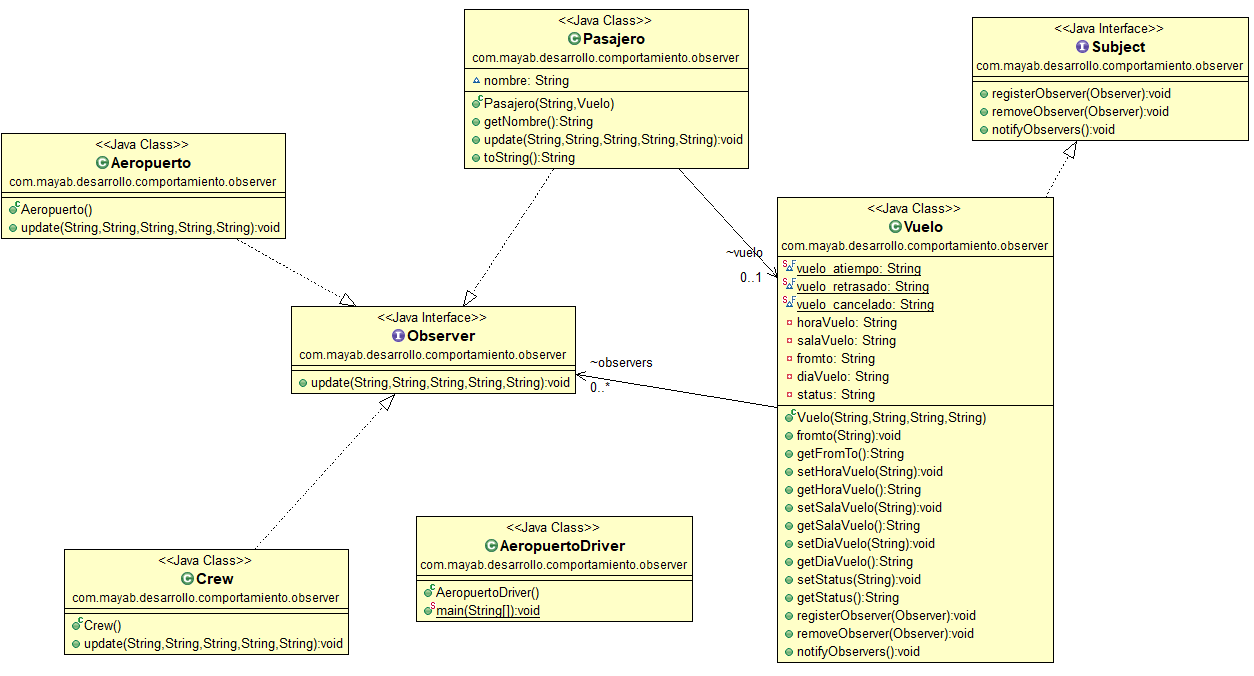 <<Java Class>>
Pasajero
com.mayab.desarrollo.comportamiento.observer
nombre: String
Pasajero(String,Vuelo)
getNombre():String
update(String,String,String,String,String):void
toString():String
<<Java Interface>>
Subject
com.mayab.desarrollo.comportamiento.observer
registerObserver(Observer):void
removeObserver(Observer):void
notifyObservers():void
<<Java Class>>
Aeropuerto
com.mayab.desarrollo.comportamiento.observer
Aeropuerto()
update(String,String,String,String,String):void
~vuelo
0..1
<<Java Class>>
Vuelo
com.mayab.desarrollo.comportamiento.observer
vuelo_atiempo: String
vuelo_retrasado: String
vuelo_cancelado: String
horaVuelo: String
salaVuelo: String
fromto: String
diaVuelo: String
status: String
Vuelo(String,String,String,String)
fromto(String):void
getFromTo():String
setHoraVuelo(String):void
getHoraVuelo():String
setSalaVuelo(String):void
getSalaVuelo():String
setDiaVuelo(String):void
getDiaVuelo():String
setStatus(String):void
getStatus():String
registerObserver(Observer):void
removeObserver(Observer):void
notifyObservers():void
<<Java Interface>>
Observer
com.mayab.desarrollo.comportamiento.observer
update(String,String,String,String,String):void
~observers
0..*
<<Java Class>>
AeropuertoDriver
com.mayab.desarrollo.comportamiento.observer
AeropuertoDriver()
main(String[]):void
<<Java Class>>
Crew
com.mayab.desarrollo.comportamiento.observer
Crew()
update(String,String,String,String,String):void